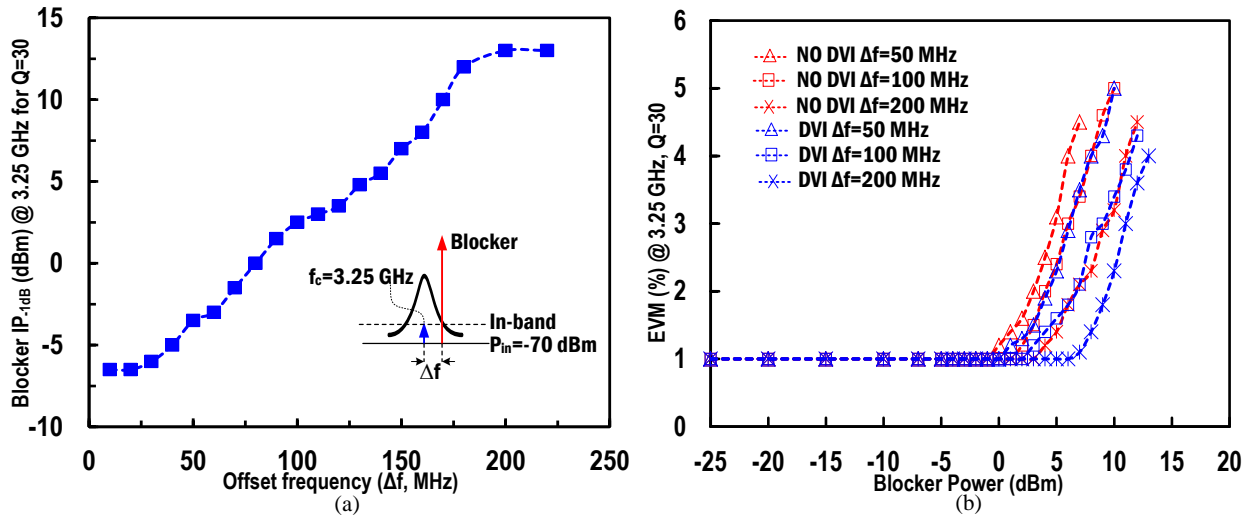 Blocker IP-1dB (dBm) @ 3.25 GHz for Q=30
15
10
5
0
-5
-10
0 50 100 150 200 250
Offset frequency (Δf, MHz)
(a)
Blocker
fc=3.25 GHz
In-band
Pin=-70 dBm
Δf
EVM (%) @ 3.25 GHz, Q=30
6
5
4
3
2
1
0
-25 -20 -15 -10 -5 0 5 10 15 20
Blocker Power (dBm)
(b)
NO DVI Δf=50 MHz
NO DVI Δf=100 MHz
NO DVI Δf=200 MHz
DVI Δf=50 MHz
DVI Δf=100 MHz
DVI Δf=200 MHz